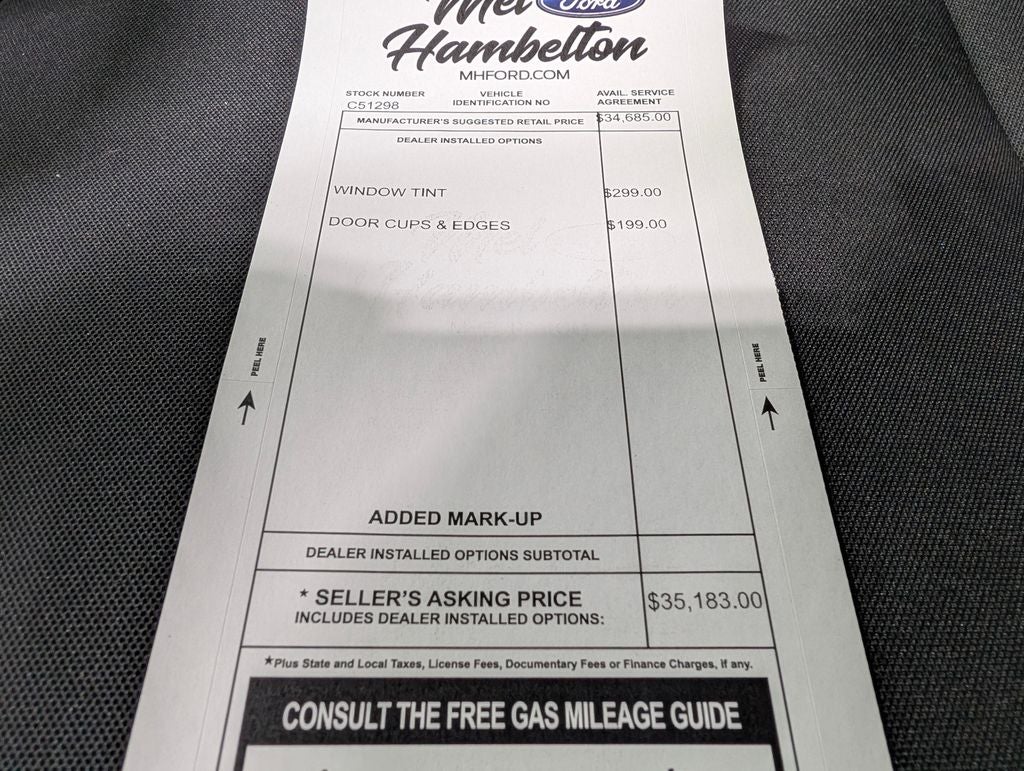 Mel Ford
Hambelton
MHFORD.COM
STOCK NUMBER VEHICLE AVAIL. SERVICE
C51298 IDENTIFICATION NO AGREEMENT
MANUFACTURER'S SUGGESTED RETAIL PRICE $34,685.00
DEALER INSTALLED OPTIONS
WINDOW TINT $299.00
DOOR CUPS & EDGES $199.00
PEEL HERE PEEL HERE
ADDED MARK-UP
DEALER INSTALLED OPTIONS SUBTOTAL
* SELLER'S ASKING PRICE $35,183.00
INCLUDES DEALER INSTALLED OPTIONS:
*Plus State and Local Taxes, License Fees, Documentary Fees or Finance Charges, if any.
CONSULT THE FREE GAS MILEAGE GUIDE